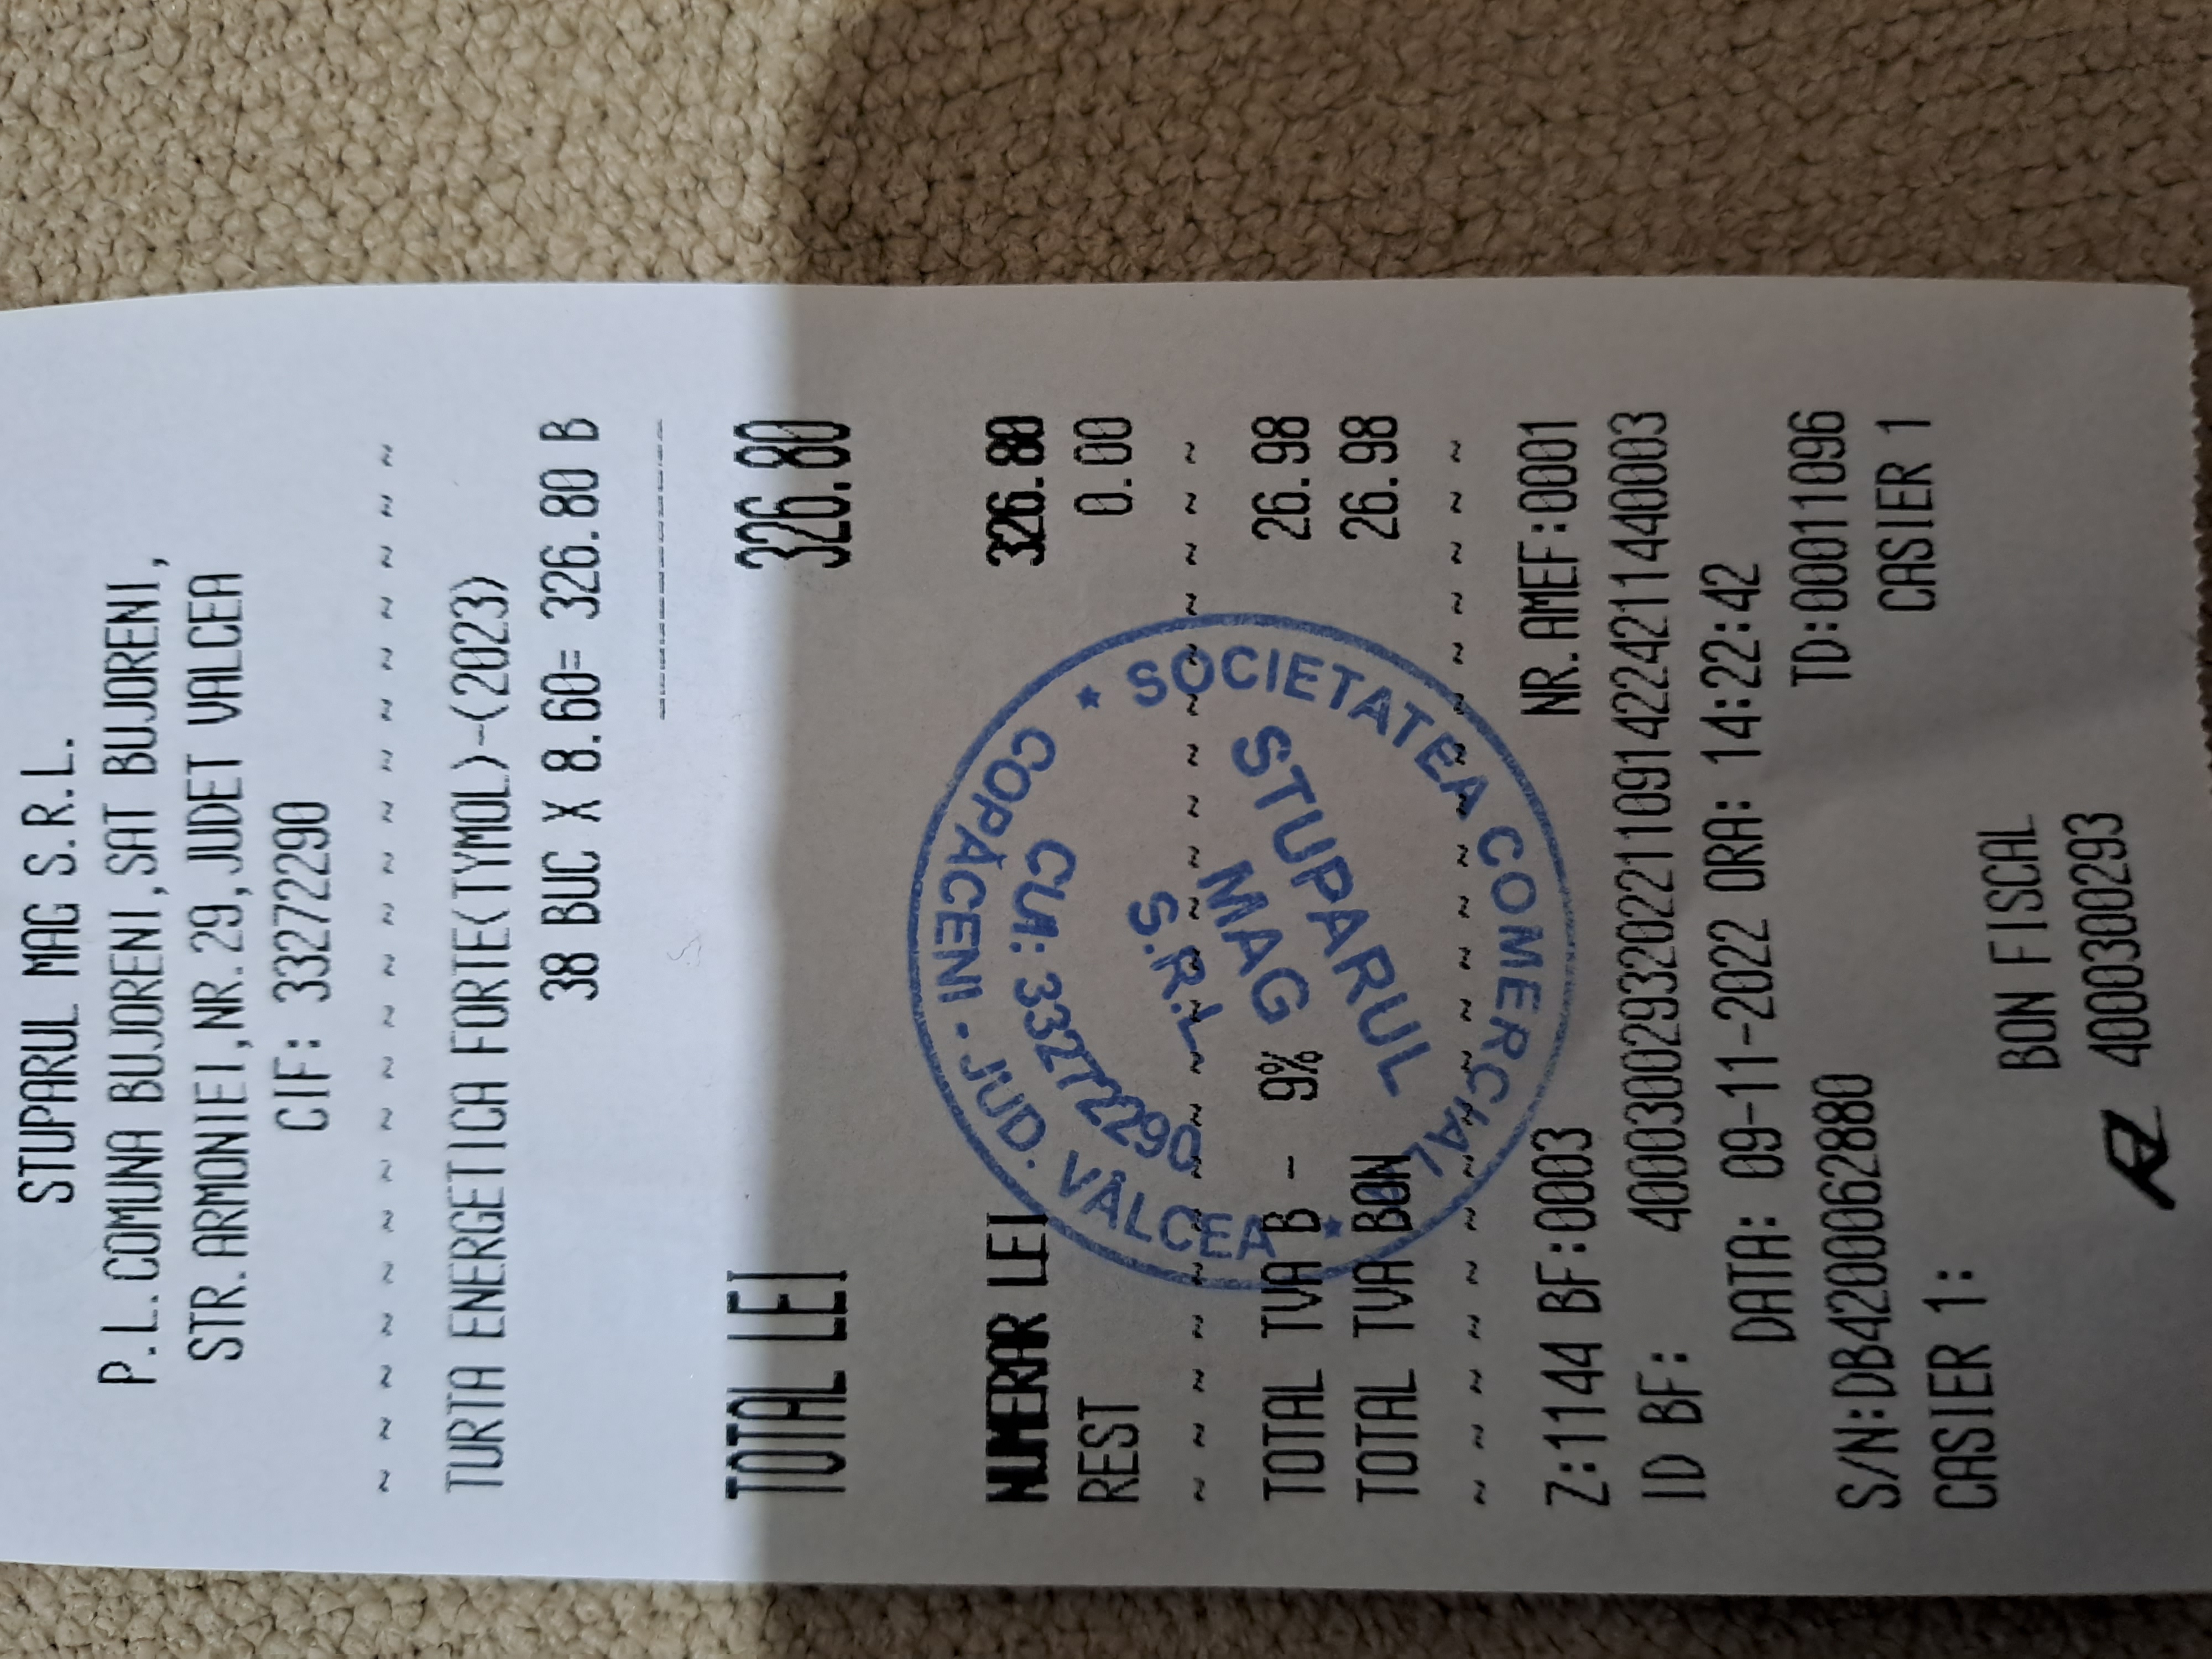 STUPARUL MAG S.R.L.
P.L.COMUNA BUJORENI,SAT BUJORENI,
STR.ARMONIEI,NR.29,JUDET VALCEA
CIF: 33272290
~ ~ ~ ~ ~ ~ ~ ~ ~ ~ ~ ~ ~ ~ ~ ~ ~ ~ ~ ~ ~
TURTA ENERGETICA FORTE(TYMOL)-(2023)
38 BUC X 8.60= 326.80 B
TOTAL LEI 326.80
NUMERAR LEI 326.80
REST 0.00
~ ~ ~ ~ ~ ~ ~ ~ ~ ~ ~ ~ ~ ~ ~ ~ ~ ~ ~ ~ ~
TOTAL TVA B - 9% 26.98
TOTAL TVA BON 26.98
~ ~ ~ ~ ~ ~ ~ ~ ~ ~ ~ ~ ~ ~ ~ ~ ~ ~ ~ ~ ~
Z:1144 BF:0003 NR.AMEF:0001
ID BF: 40003002932022110914224211440003
DATA: 09-11-2022 ORA: 14:22:42
S/N:DB4200062880 TD:00011096
CASIER 1: CASIER 1
BON FISCAL
4000300293
★ SOCIETATEA COMERCIALĂ ★
COPĂCENI - JUD. VÂLCEA
STUPARUL
MAG
S.R.L.
CUI: 33272290